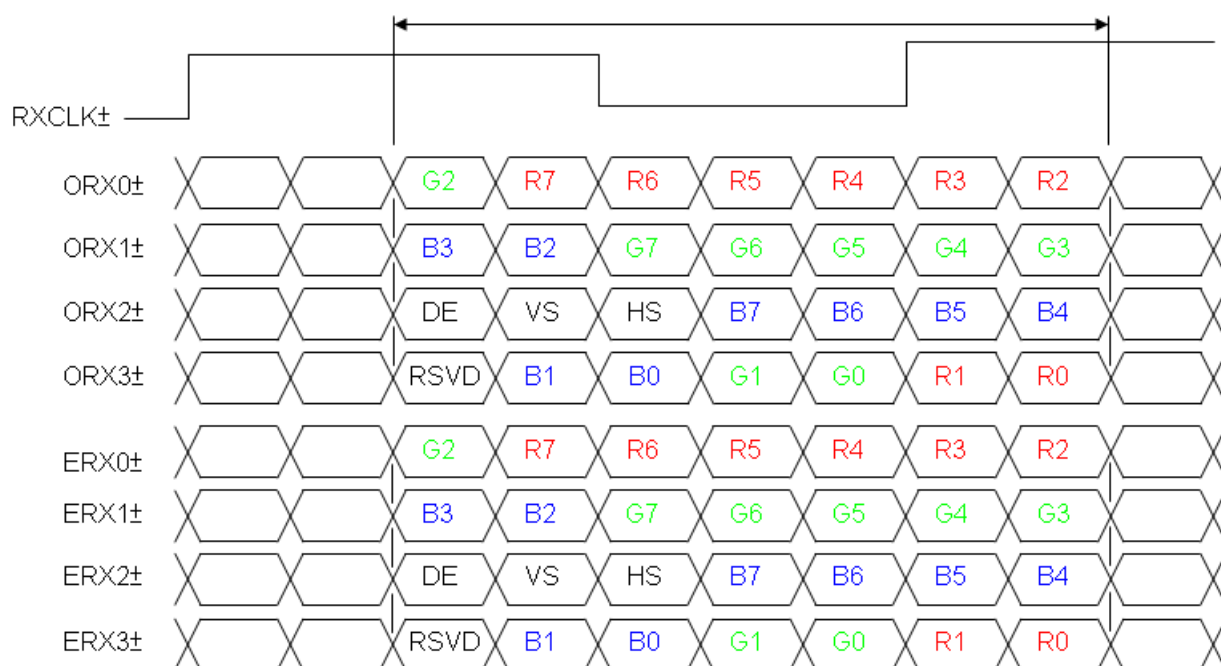 RXCLK±
ORX0± G2 R7 R6 R5 R4 R3 R2
ORX1± B3 B2 G7 G6 G5 G4 G3
ORX2± DE VS HS B7 B6 B5 B4
ORX3± RSVD B1 B0 G1 G0 R1 R0
ERX0± G2 R7 R6 R5 R4 R3 R2
ERX1± B3 B2 G7 G6 G5 G4 G3
ERX2± DE VS HS B7 B6 B5 B4
ERX3± RSVD B1 B0 G1 G0 R1 R0